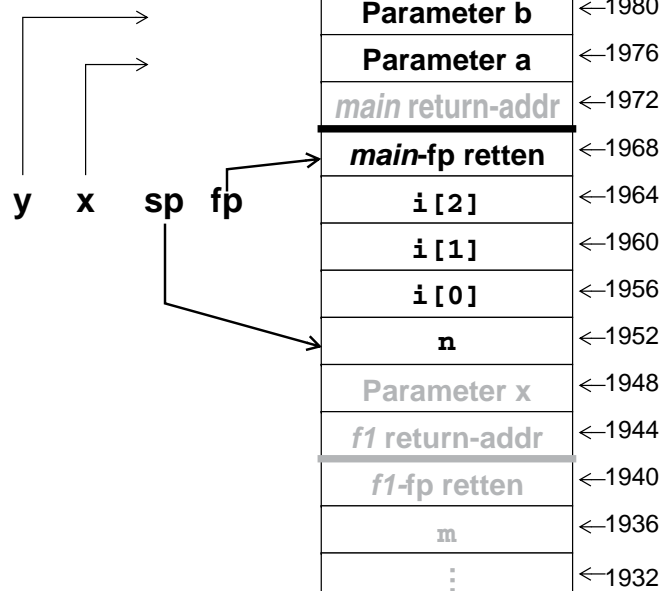 Parameter b ←1980
Parameter a ←1976
main return-addr ←1972
main-fp retten ←1968
y x sp fp
i[2] ←1964
i[1] ←1960
i[0] ←1956
n ←1952
Parameter x ←1948
f1 return-addr ←1944
f1-fp retten ←1940
m ←1936
⋮ ←1932